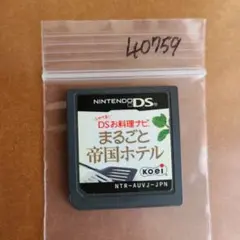 40759
NINTENDO DS
DSお料理ナビ
まるごと
帝国ホテル
KOEI
NTR-AUVJ-JPN